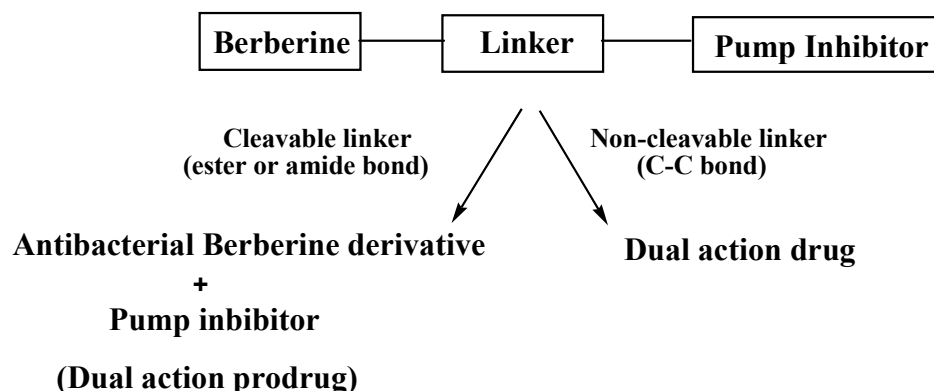 Berberine
Linker
Pump Inhibitor
Cleavable linker
(ester or amide bond)
Non-cleavable linker
(C-C bond)
Antibacterial Berberine derivative
+
Pump inbibitor
(Dual action prodrug)
Dual action drug